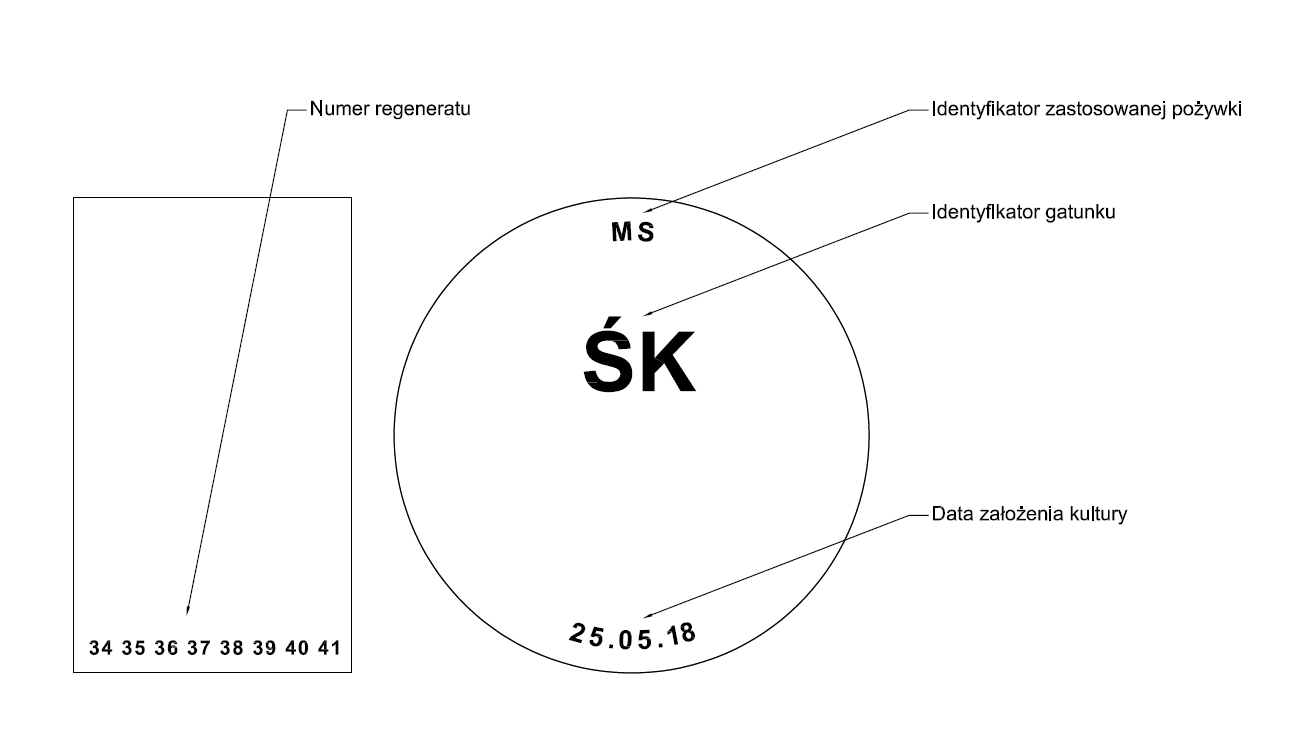 Numer regeneratu
Identyfikator zastosowanej pożywki
Identyfikator gatunku
MS
ŚK
Data założenia kultury
25.05.18
34 35 36 37 38 39 40 41